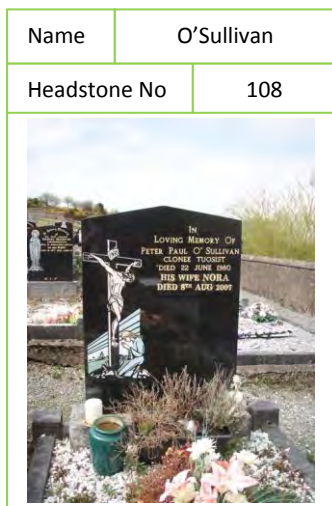 Name O’Sullivan
Headstone No 108
IN
LOVING MEMORY OF
PETER PAUL O' SULLIVAN
CLONEE TUOSIST
DIED 22 JUNE 1980
HIS WIFE NORA
DIED 8TH AUG 2007